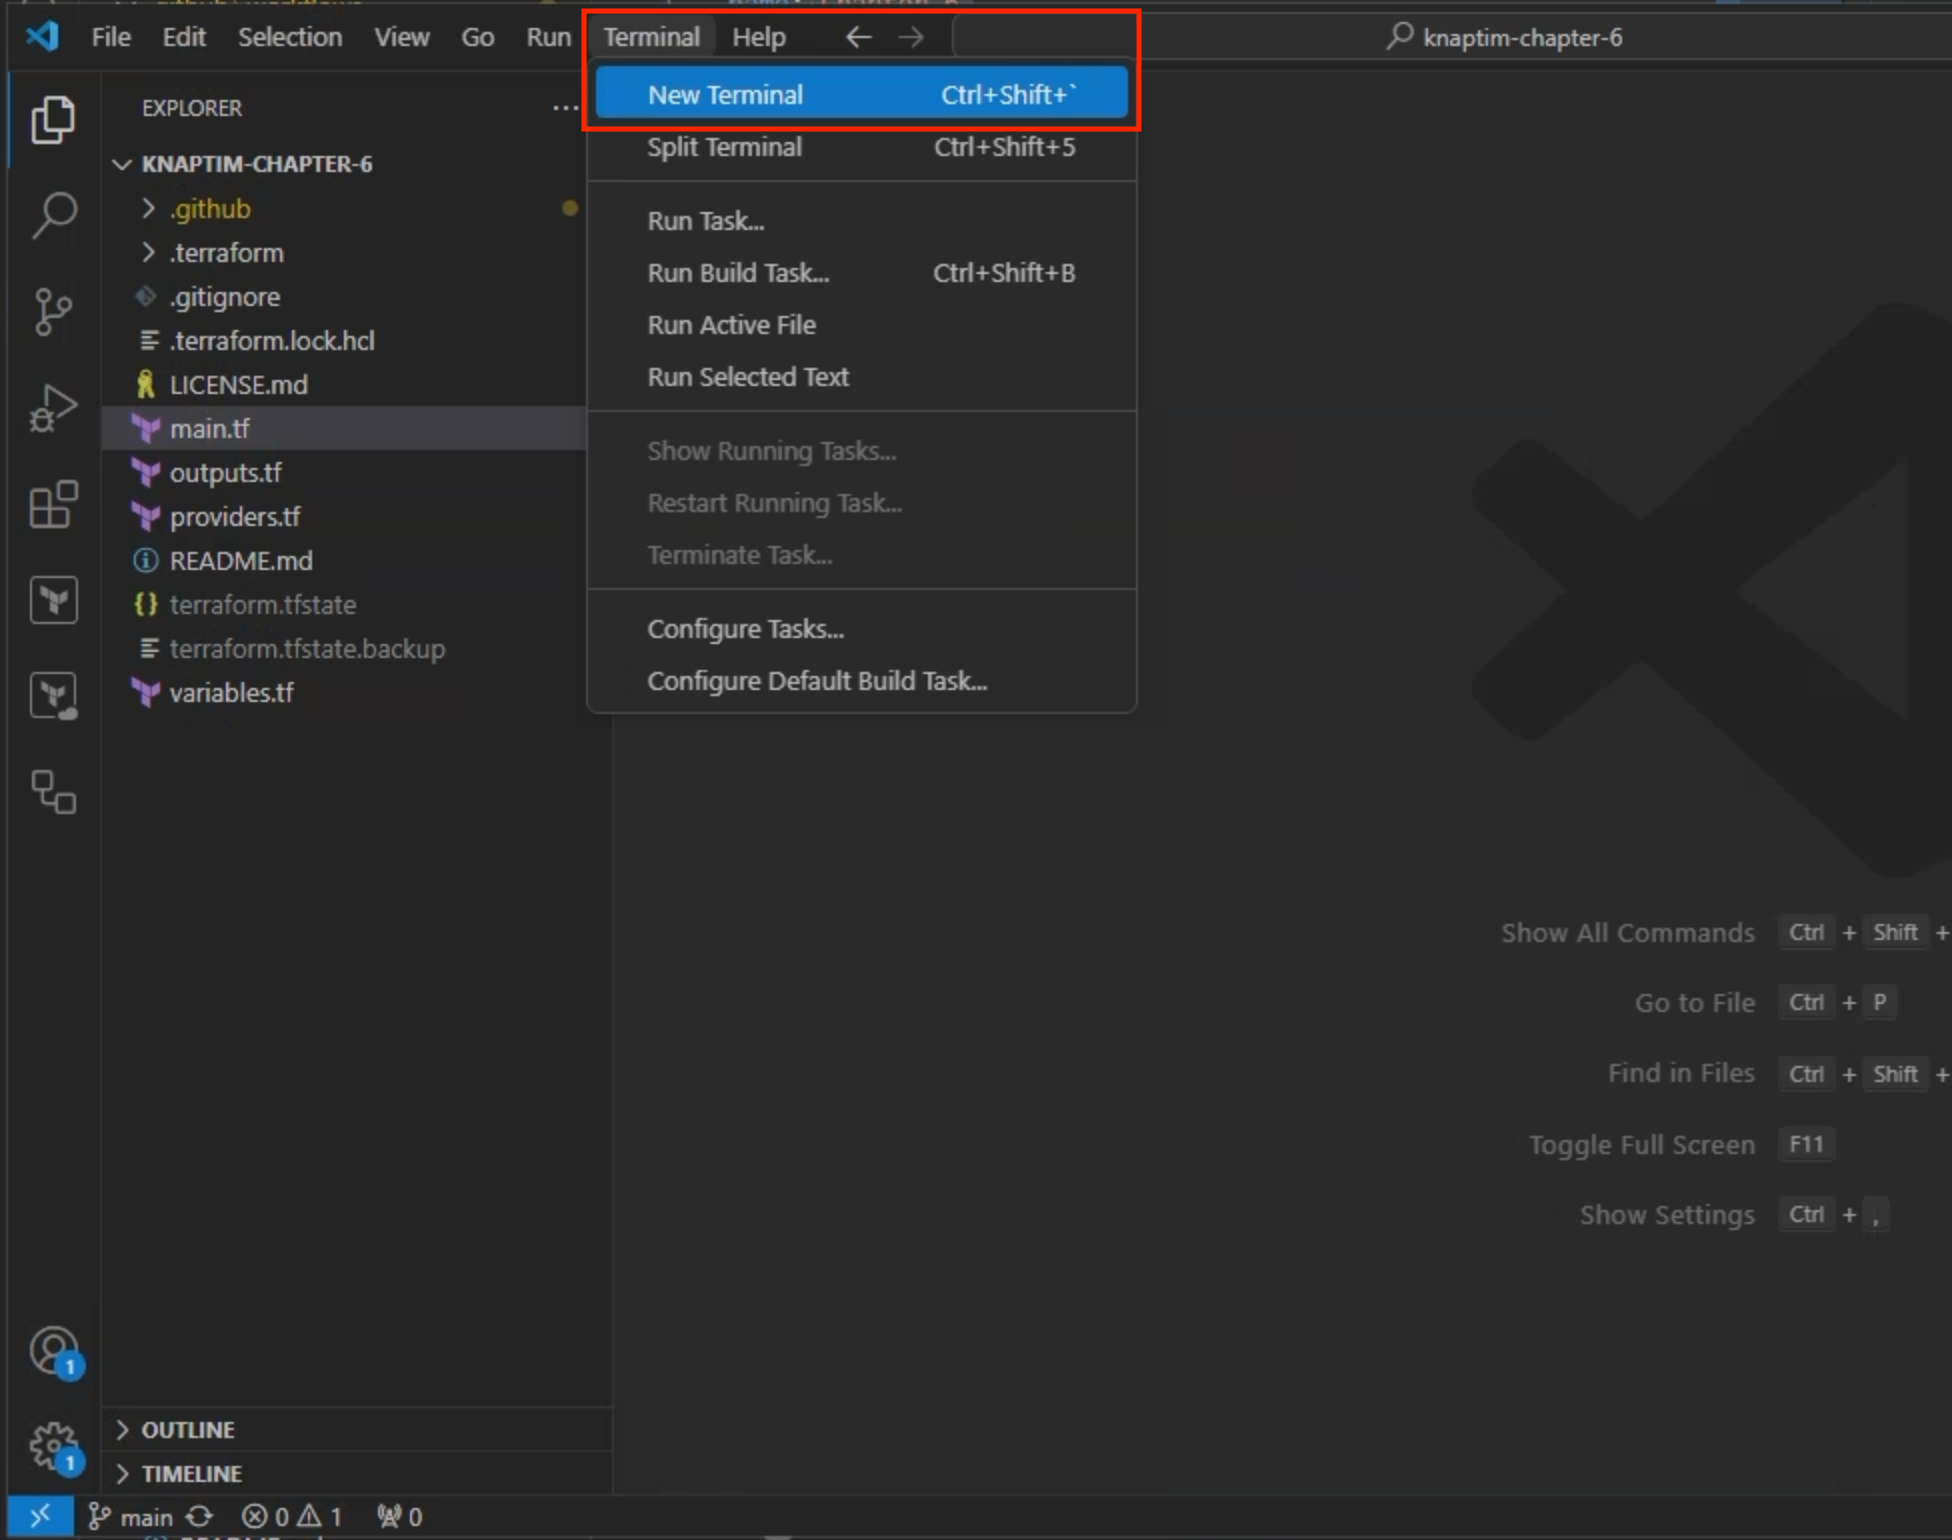 File Edit Selection View Go Run Terminal Help knaptim-chapter-6
EXPLORER
KNAPTIM-CHAPTER-6
.github
.terraform
.gitignore
.terraform.lock.hcl
LICENSE.md
main.tf
outputs.tf
providers.tf
README.md
terraform.tfstate
terraform.tfstate.backup
variables.tf
New Terminal Ctrl+Shift+`
Split Terminal Ctrl+Shift+5
Run Task...
Run Build Task... Ctrl+Shift+B
Run Active File
Run Selected Text
Show Running Tasks...
Restart Running Task...
Terminate Task...
Configure Tasks...
Configure Default Build Task...
Show All Commands Ctrl + Shift +
Go to File Ctrl + P
Find in Files Ctrl + Shift +
Toggle Full Screen F11
Show Settings Ctrl + ,
1
1
OUTLINE
TIMELINE
main 0 1 0